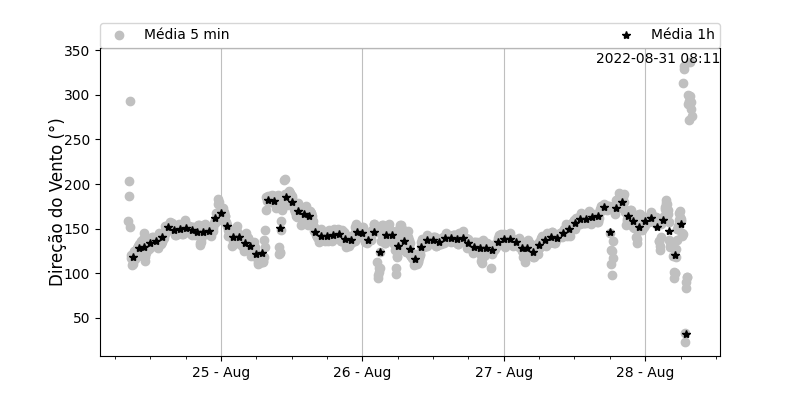 Média 5 min
Média 1h
2022-08-31 08:11
Direção do Vento (°)
350
300
250
200
150
100
50
25 - Aug
26 - Aug
27 - Aug
28 - Aug